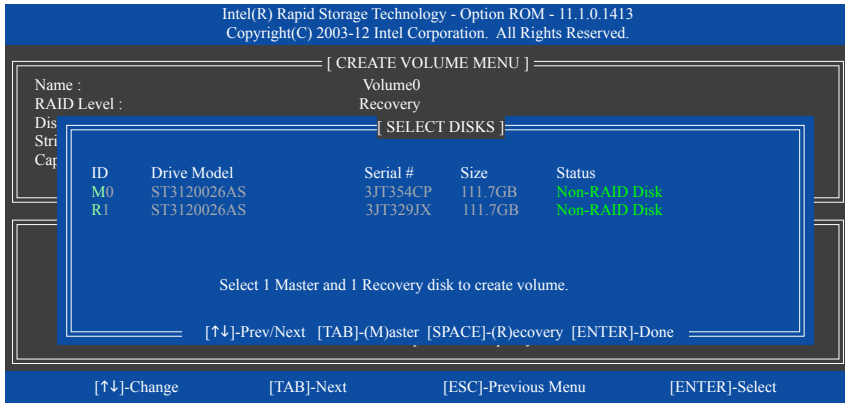 Intel(R) Rapid Storage Technology - Option ROM - 11.1.0.1413
Copyright(C) 2003-12 Intel Corporation. All Rights Reserved.
[ CREATE VOLUME MENU ]
Name : Volume0
RAID Level : Recovery
Dis
Stri
Cap
[ SELECT DISKS ]
ID Drive Model Serial # Size Status
M0 ST3120026AS 3JT354CP 111.7GB Non-RAID Disk
R1 ST3120026AS 3JT329JX 111.7GB Non-RAID Disk
Select 1 Master and 1 Recovery disk to create volume.
[↑↓]-Prev/Next [TAB]-(M)aster [SPACE]-(R)ecovery [ENTER]-Done
[↑↓]-Change [TAB]-Next [ESC]-Previous Menu [ENTER]-Select